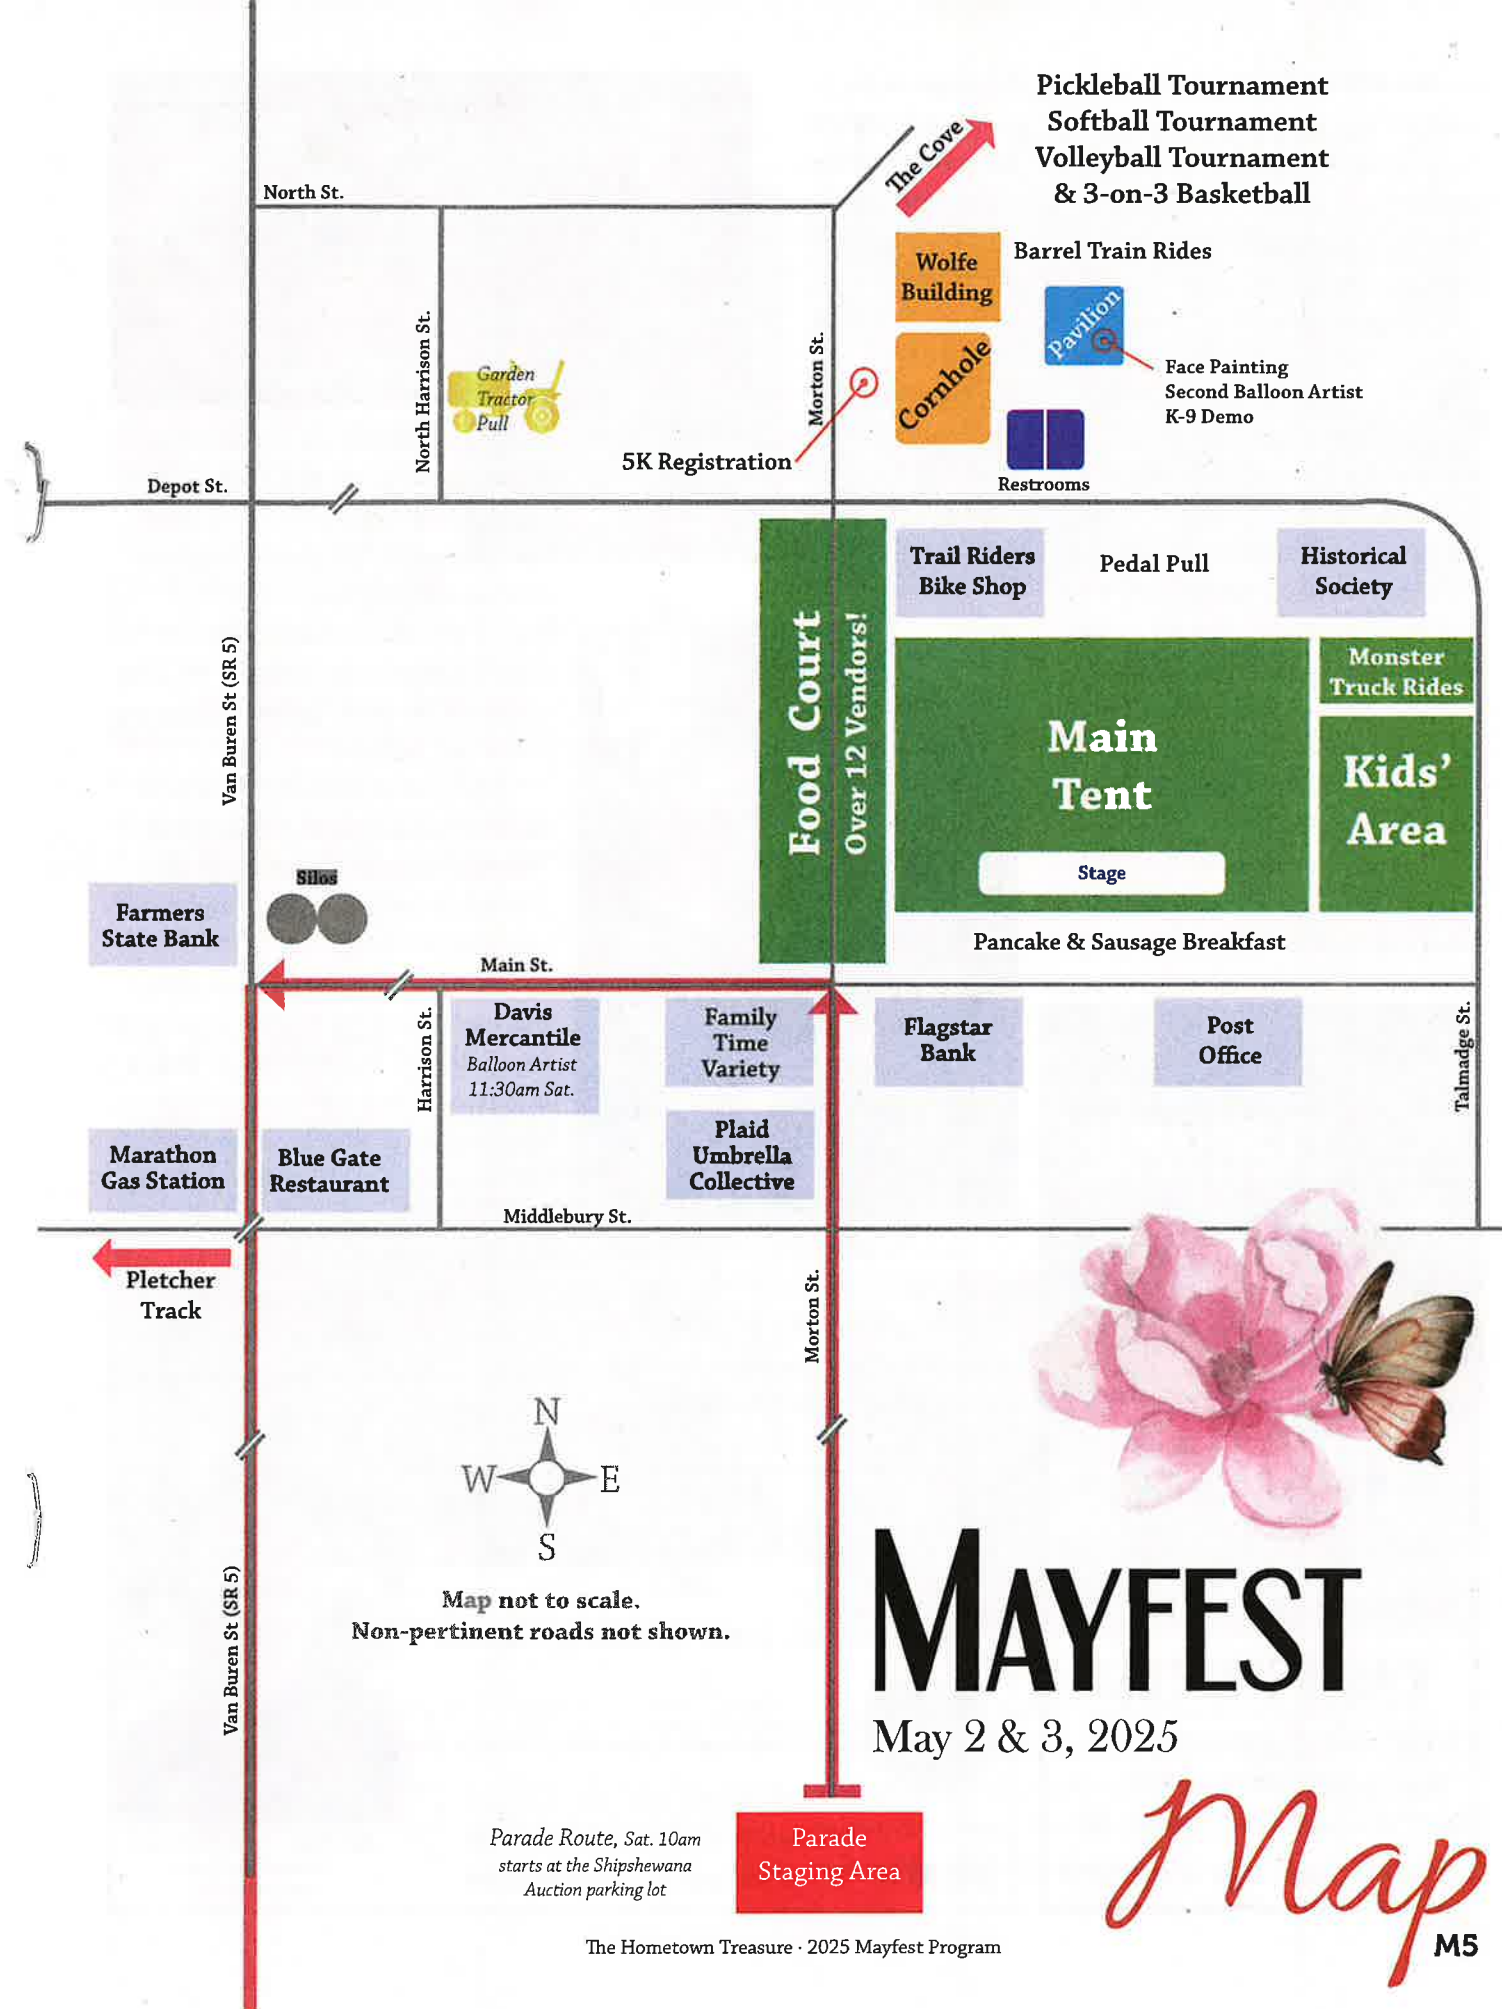 Pickleball Tournament
Softball Tournament
Volleyball Tournament
& 3-on-3 Basketball
The Cove
North St.
Wolfe
Building
Barrel Train Rides
Pavilion
Cornhole
Face Painting
Second Balloon Artist
K-9 Demo
North Harrison St.
Garden
Tractor
Pull
Morton St.
5K Registration
Restrooms
Depot St.
Trail Riders
Bike Shop
Pedal Pull
Historical
Society
Van Buren St (SR 5)
Food Court
Over 12 Vendors!
Monster
Truck Rides
Main
Tent
Kids'
Area
Stage
Silos
Farmers
State Bank
Pancake & Sausage Breakfast
Main St.
Harrison St.
Davis
Mercantile
Balloon Artist
11:30am Sat.
Family
Time
Variety
Flagstar
Bank
Post
Office
Talmadge St.
Marathon
Gas Station
Blue Gate
Restaurant
Plaid
Umbrella
Collective
Middlebury St.
Pletcher
Track
Morton St.
N
W E
S
Map not to scale.
Non-pertinent roads not shown.
Van Buren St (SR 5)
MAYFEST
May 2 & 3, 2025
Map
Parade Route, Sat. 10am
starts at the Shipshewana
Auction parking lot
Parade
Staging Area
The Hometown Treasure · 2025 Mayfest Program
M5